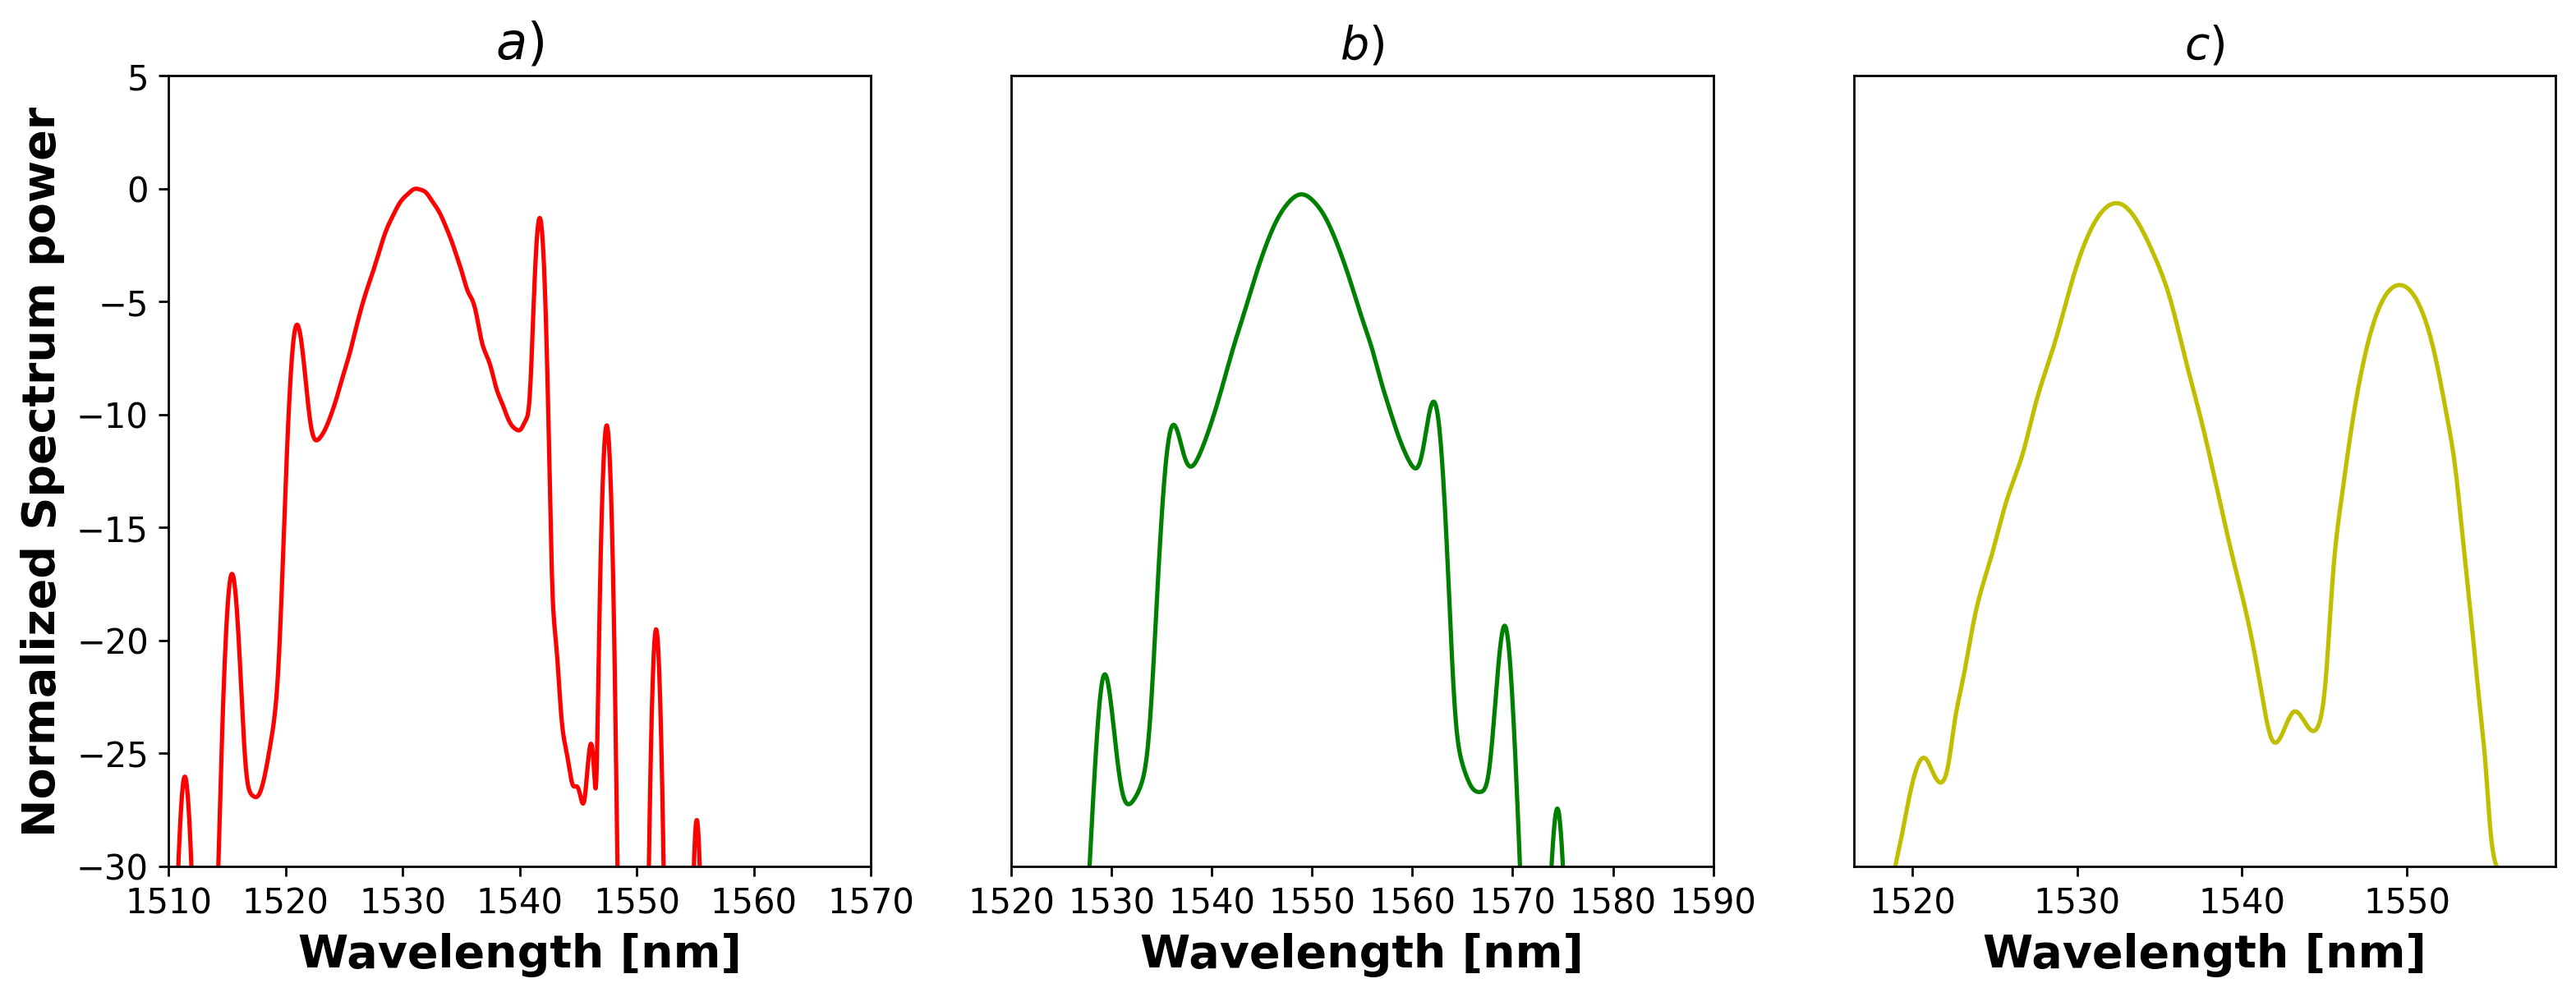 a)
b)
c)
Normalized Spectrum power
5
0
−5
−10
−15
−20
−25
−30
1510 1520 1530 1540 1550 1560 1570
1520 1530 1540 1550 1560 1570 1580 1590
1520 1530 1540 1550
Wavelength [nm]
Wavelength [nm]
Wavelength [nm]